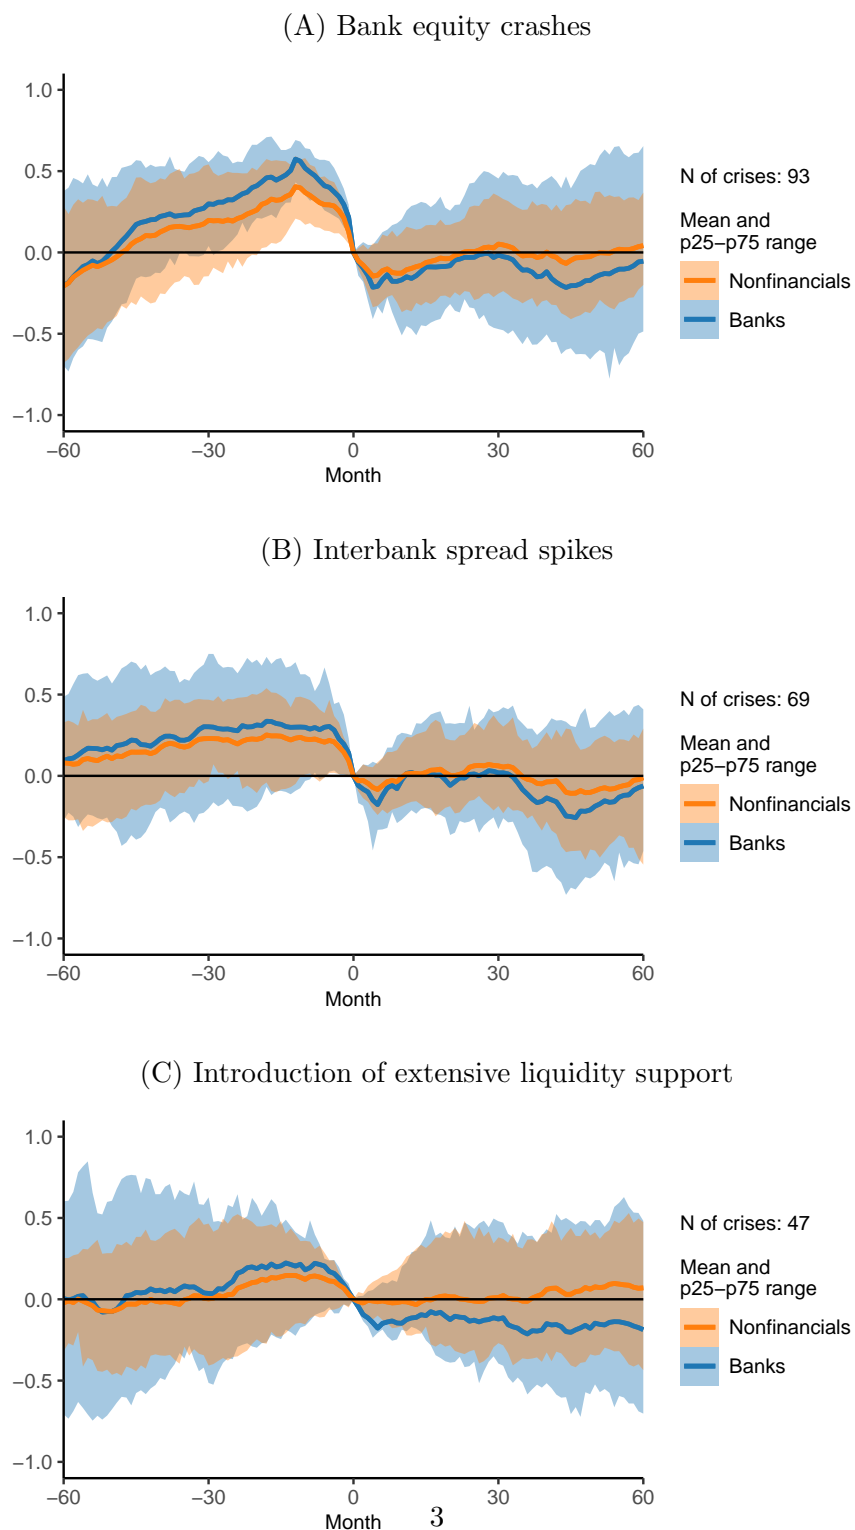 (A) Bank equity crashes
1.0
0.5
0.0
−0.5
−1.0
−60
−30
0
30
60
Month
N of crises: 93
Mean and
p25−p75 range
Nonfinancials
Banks
(B) Interbank spread spikes
1.0
0.5
0.0
−0.5
−1.0
−60
−30
0
30
60
Month
N of crises: 69
Mean and
p25−p75 range
Nonfinancials
Banks
(C) Introduction of extensive liquidity support
1.0
0.5
0.0
−0.5
−1.0
−60
−30
0
30
60
Month
N of crises: 47
Mean and
p25−p75 range
Nonfinancials
Banks
3